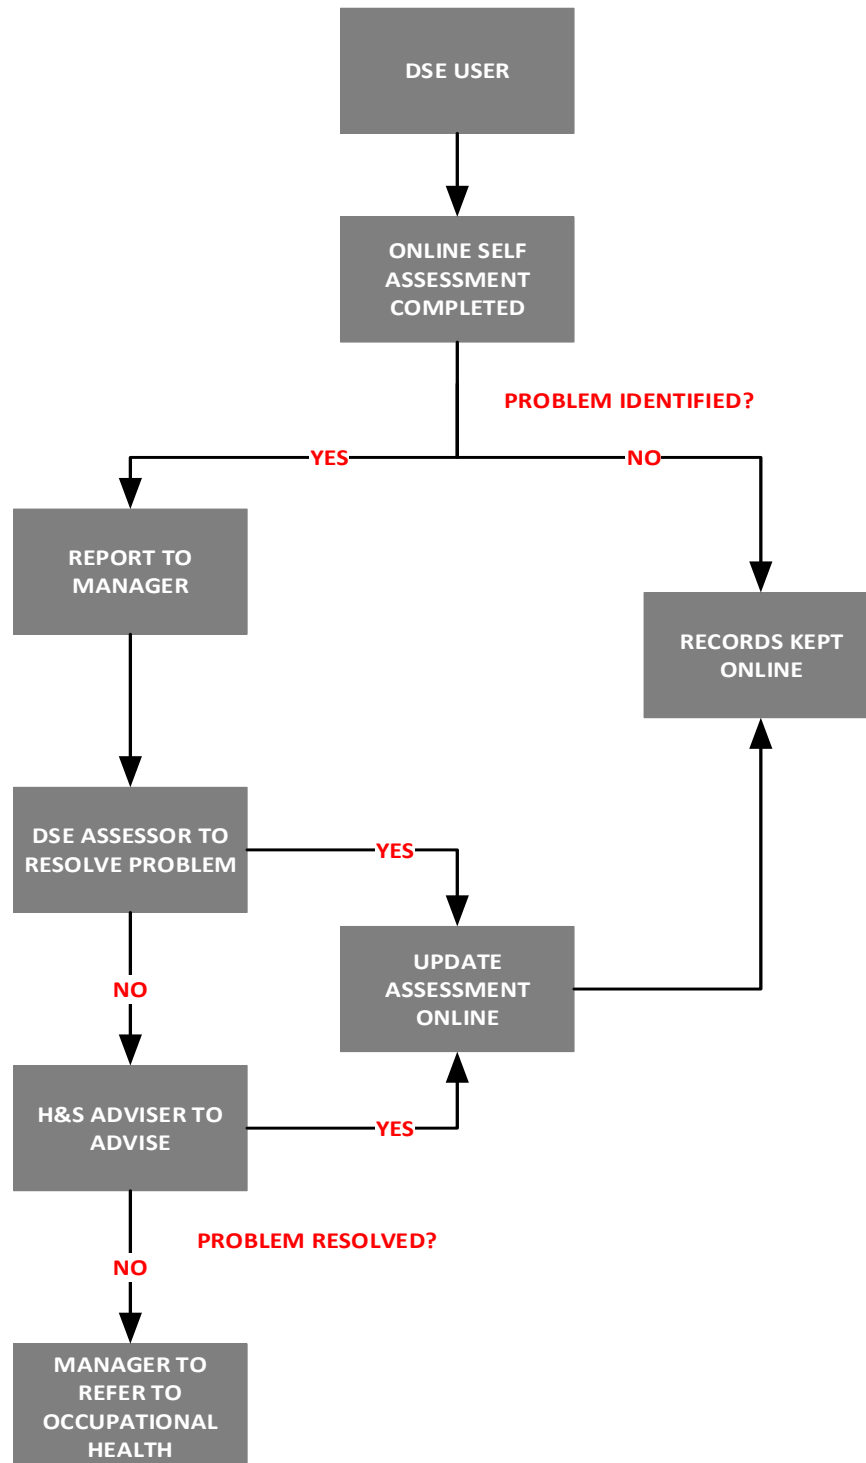 DSE USER
ONLINE SELF
ASSESSMENT
COMPLETED
PROBLEM IDENTIFIED?
YES
NO
REPORT TO
MANAGER
RECORDS KEPT
ONLINE
DSE ASSESSOR TO
RESOLVE PROBLEM
YES
UPDATE
ASSESSMENT
ONLINE
NO
H&S ADVISER TO
ADVISE
YES
PROBLEM RESOLVED?
NO
MANAGER TO
REFER TO
OCCUPATIONAL
HEALTH